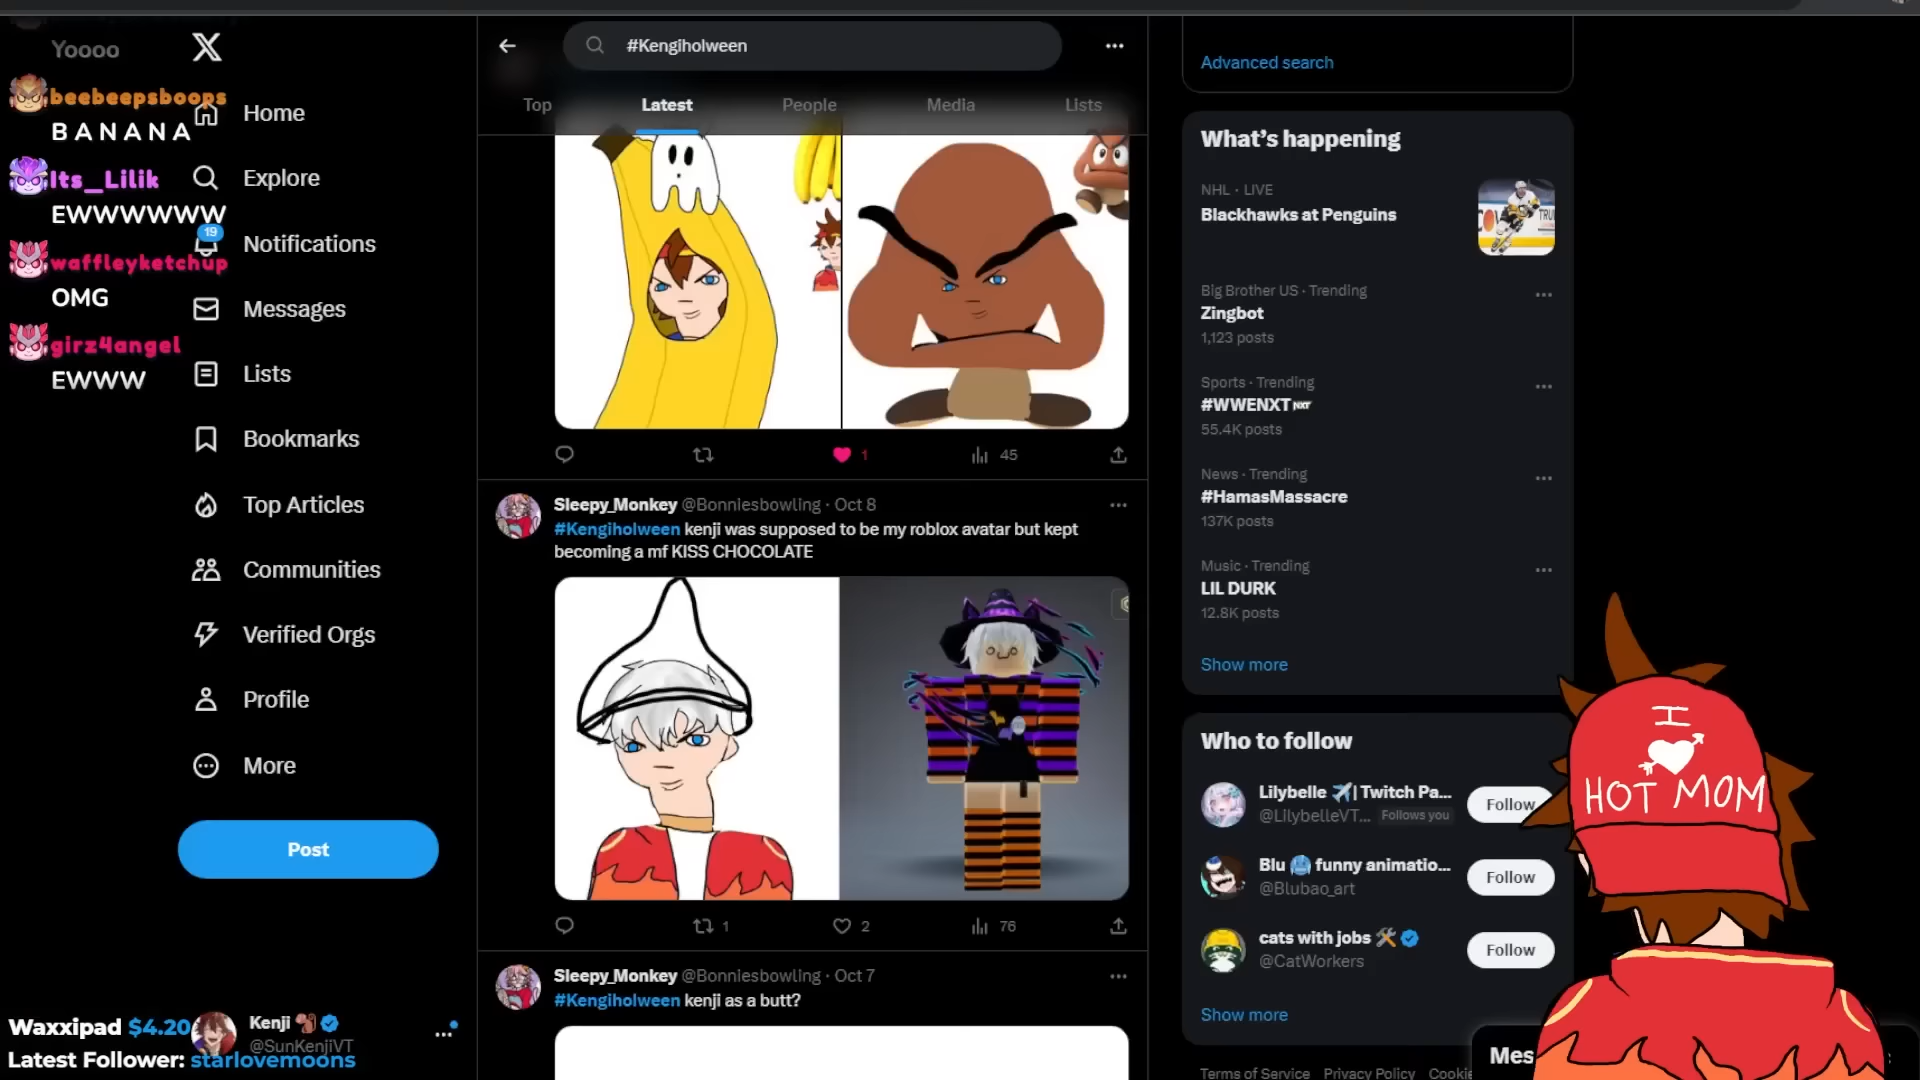 Yoooo
beebeepsboops
BANANA
Its_Lilik
EWWWWWW
waffleyketchup
OMG
girz4angel
EWWW
Home
Explore
19
Notifications
Messages
Lists
Bookmarks
Top Articles
Communities
Verified Orgs
Profile
More
Post
Waxxipad $4.20
Kenji
@SunKenjiVT
Latest Follower: starlovemoons
#Kengiholween
Top
Latest
People
Media
Lists
1
45
Sleepy_Monkey @Bonniesbowling · Oct 8
#Kengiholween kenji was supposed to be my roblox avatar but kept
becoming a mf KISS CHOCOLATE
1
2
76
Sleepy_Monkey @Bonniesbowling · Oct 7
#Kengiholween kenji as a butt?
Advanced search
What's happening
NHL · LIVE
Blackhawks at Penguins
Big Brother US · Trending
Zingbot
1,123 posts
Sports · Trending
#WWENXT
55.4K posts
News · Trending
#HamasMassacre
137K posts
Music · Trending
LIL DURK
12.8K posts
Show more
Who to follow
Lilybelle ✈️| Twitch Pa...
@LilybelleVT... Follows you
Follow
Blu 🥶 funny animatio...
@Blubao_art
Follow
cats with jobs 🛠️
@CatWorkers
Follow
Show more
Terms of Service Privacy Policy Cookie
Mes
I
HOT MOM